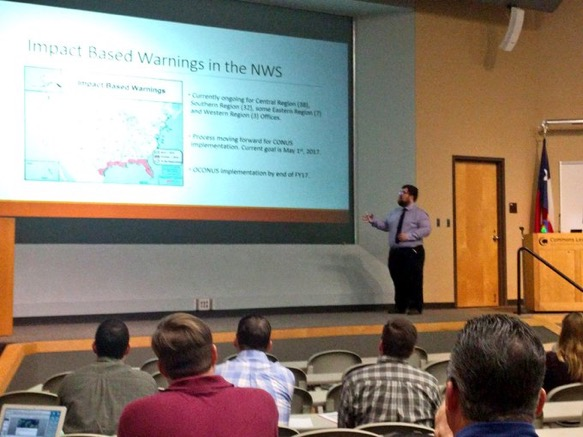 Impact Based Warnings in the NWS
Impact Based Warnings
• Currently ongoing for Central Region (38),
Southern Region (32), some Eastern Region (7)
and Western Region (3) Offices.
• Process moving forward for CONUS
implementation. Current goal is May 1st, 2017.
• OCONUS implementation by end of FY17.